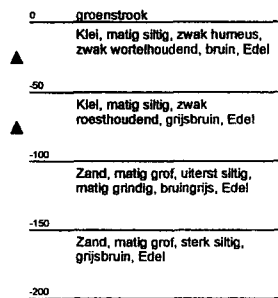 0 groenstrook
Klei, matig siltig, zwak humeus,
zwak wortelhoudend, bruin, Edel
-50
Klei, matig siltig, zwak
roesthoudend, grijsbruin, Edel
-100
Zand, matig grof, uiterst siltig,
matig grindig, bruingrijs, Edel
-150
Zand, matig grof, sterk siltig,
grijsbruin, Edel
-200